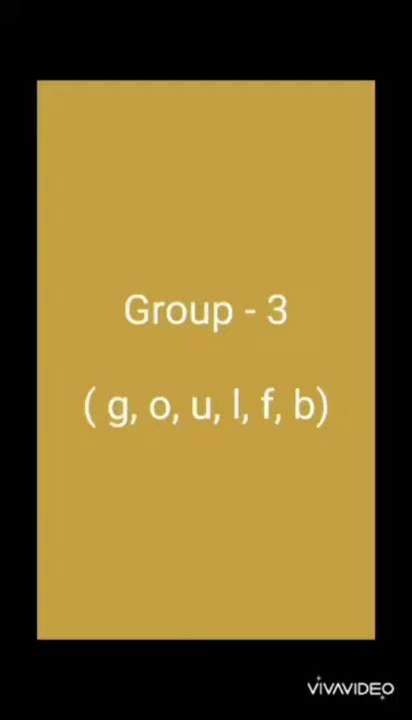 Group - 3
( g, o, u, l, f, b)
VIVAVIDEO